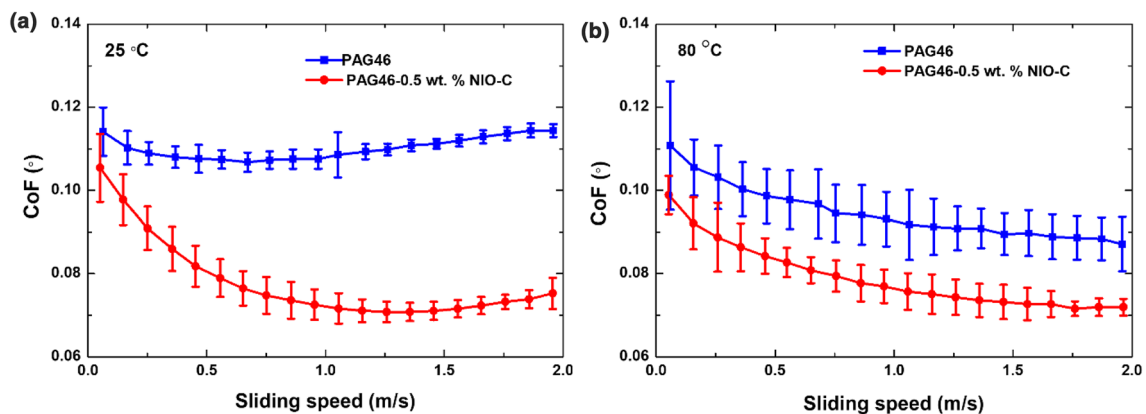 (a)
25 °C
PAG46
PAG46-0.5 wt. % NIO-C
CoF (°)
0.14
0.12
0.10
0.08
0.06
0.0
0.5
1.0
1.5
2.0
Sliding speed (m/s)
(b)
80 °C
PAG46
PAG46-0.5 wt. % NIO-C
CoF (°)
0.14
0.12
0.10
0.08
0.06
0.0
0.5
1.0
1.5
2.0
Sliding speed (m/s)